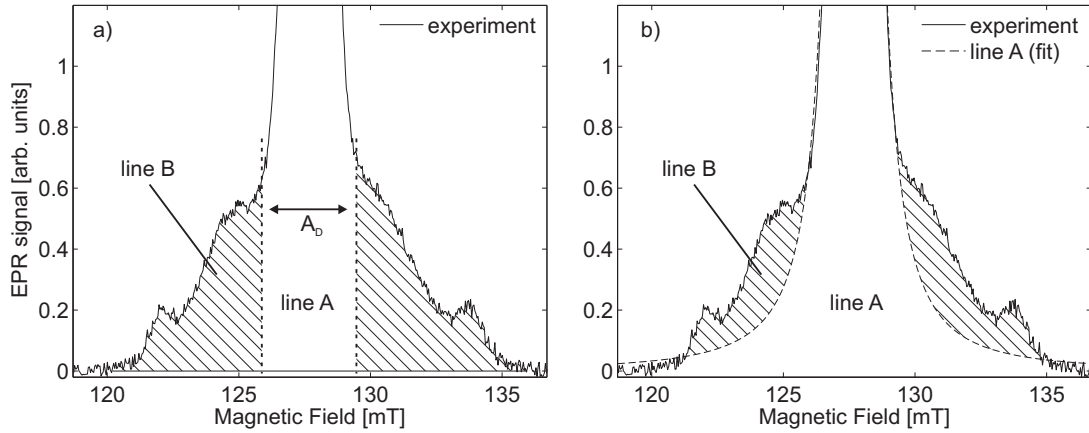 a)
experiment
line B
A_D
line A
EPR signal [arb. units]
1
0.8
0.6
0.4
0.2
0
120
125
130
135
Magnetic Field [mT]
b)
experiment
line A (fit)
line B
line A
1
0.8
0.6
0.4
0.2
0
120
125
130
135
Magnetic Field [mT]